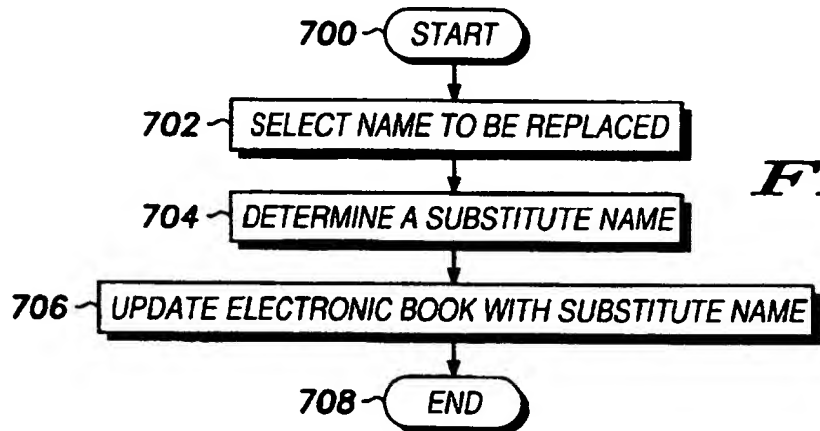 700 START
702 SELECT NAME TO BE REPLACED
704 DETERMINE A SUBSTITUTE NAME
706 UPDATE ELECTRONIC BOOK WITH SUBSTITUTE NAME
708 END